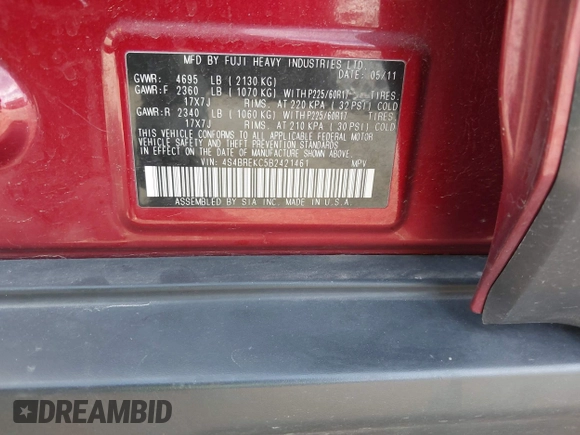 MFD BY FUJI HEAVY INDUSTRIES LTD.
GVWR: 4695 LB ( 2130 KG) DATE: 05/11
GAWR:F 2360 LB ( 1070 KG) WITH P225/60R17 TIRES:
17X7J RIMS. AT 220 KPA ( 32 PSI) COLD
GAWR:R 2340 LB ( 1060 KG) WITH P225/60R17 TIRES:
17X7J RIMS. AT 210 KPA ( 30 PSI) COLD
THIS VEHICLE CONFORMS TO ALL APPLICABLE FEDERAL MOTOR
VEHICLE SAFETY AND THEFT PREVENTION STANDARDS
IN EFFECT ON THE DATE OF MANUFACTURE SHOWN ABOVE.
VIN: 4S4BREKC5B2421461 MPV
ASSEMBLED BY SIA INC. MADE IN U.S.A.
DREAMBID